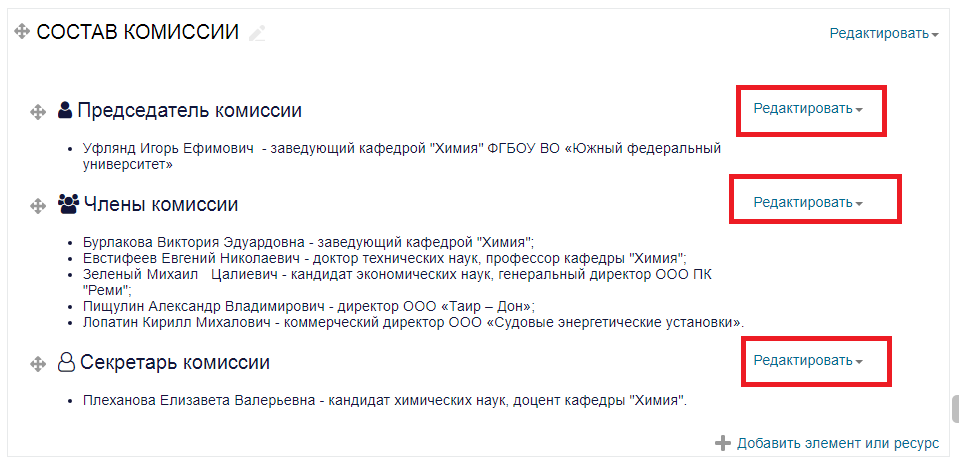 СОСТАВ КОМИССИИ
Редактировать
Председатель комиссии
Редактировать
Уфлянд Игорь Ефимович - заведующий кафедрой "Химия" ФГБОУ ВО «Южный федеральный
университет»
Члены комиссии
Редактировать
Бурлакова Виктория Эдуардовна - заведующий кафедрой "Химия";
Евстифеев Евгений Николаевич - доктор технических наук, профессор кафедры "Химия";
Зеленый Михаил Цалиевич - кандидат экономических наук, генеральный директор ООО ПК
"Реми";
Пищулин Александр Владимирович - директор ООО «Таир – Дон»;
Лопатин Кирилл Михалович - коммерческий директор ООО «Судовые энергетические установки».
Секретарь комиссии
Редактировать
Плеханова Елизавета Валерьевна - кандидат химических наук, доцент кафедры "Химия".
Добавить элемент или ресурс